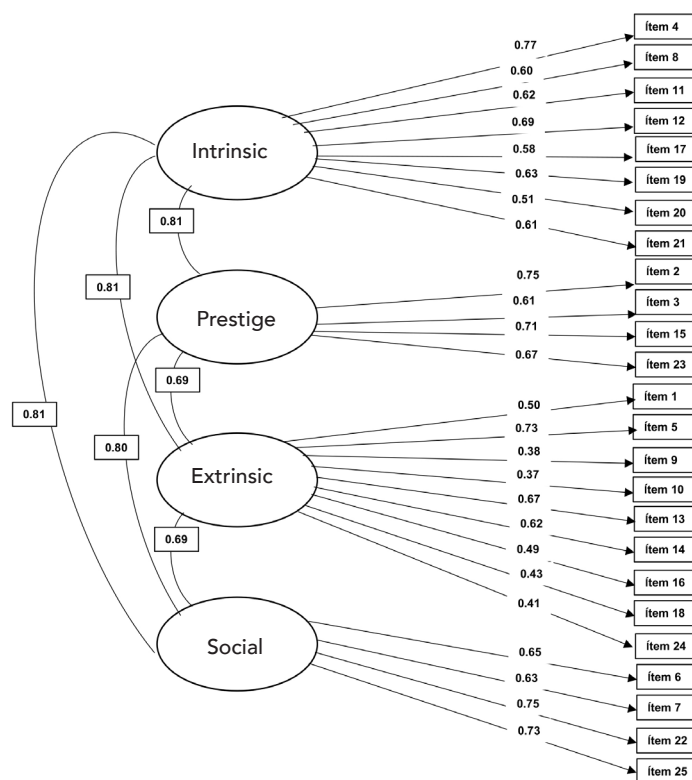 Ítem 4
0.77
Ítem 8
0.60
Ítem 11
0.62
Ítem 12
0.69
Intrinsic
0.58
Ítem 17
0.63
Ítem 19
0.51
Ítem 20
0.81
0.61
Ítem 21
0.75
Ítem 2
0.81
0.61
Ítem 3
Prestige
0.71
Ítem 15
0.67
Ítem 23
0.69
0.50
Ítem 1
0.81
0.73
Ítem 5
0.80
0.38
Ítem 9
Extrinsic
0.37
Ítem 10
0.67
Ítem 13
0.62
Ítem 14
0.69
0.49
Ítem 16
0.43
Ítem 18
0.41
Ítem 24
Social
0.65
Ítem 6
0.63
Ítem 7
0.75
Ítem 22
0.73
Ítem 25